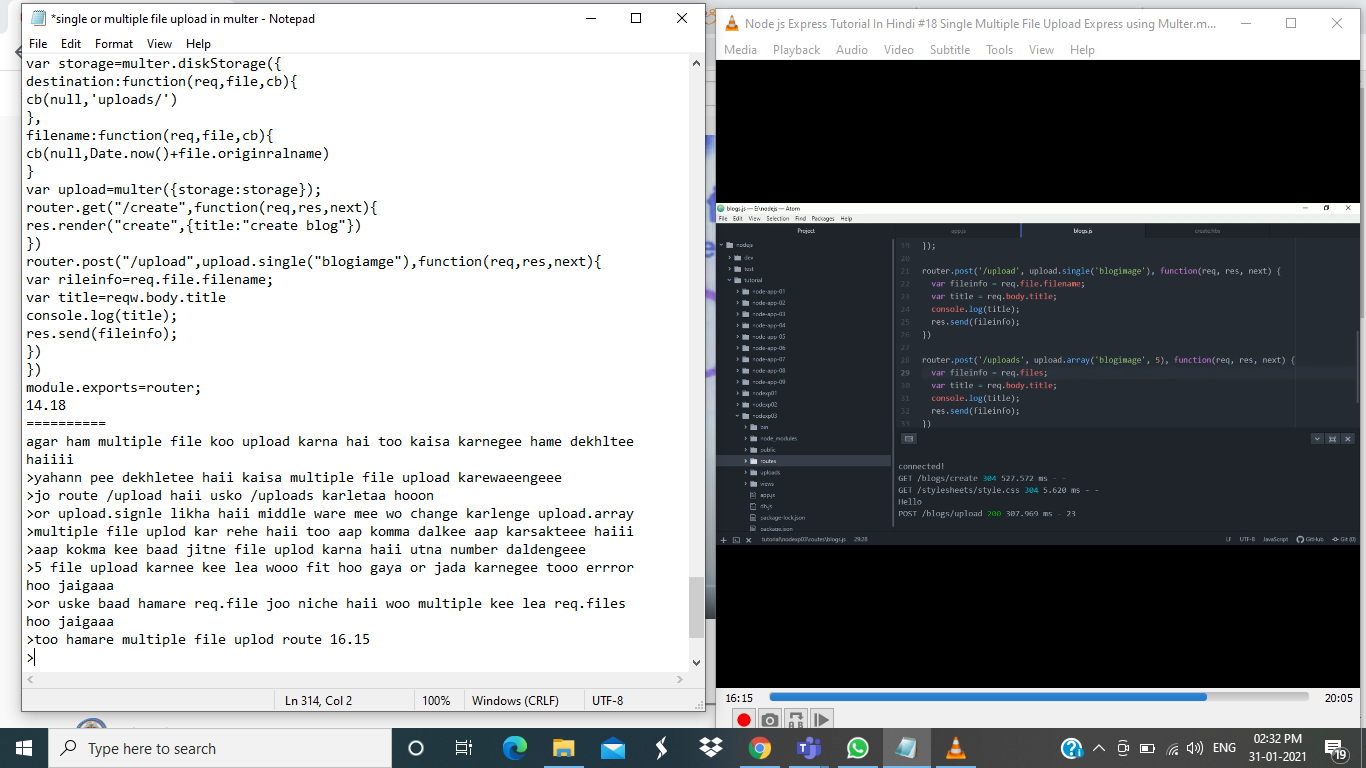 *single or multiple file upload in multer - Notepad
File Edit Format View Help
var storage=multer.diskStorage({
destination:function(req,file,cb){
cb(null,'uploads/')
},
filename:function(req,file,cb){
cb(null,Date.now()+file.originralname)
}
var upload=multer({storage:storage});
router.get("/create",function(req,res,next){
res.render("create",{title:"create blog"})
})
router.post("/upload",upload.single("blogiamge"),function(req,res,next){
var rileinfo=req.file.filename;
var title=reqw.body.title
console.log(title);
res.send(fileinfo);
})
})
module.exports=router;
14.18
==========
agar ham multiple file koo upload karna hai too kaisa karnegee hame dekhltee
haiiii
>yahann pee dekhletee haii kaisa multiple file upload karewaeengeee
>jo route /upload haii usko /uploads karletaa hooon
>or upload.signle likha haii middle ware mee wo change karlenge upload.array
>multiple file uplod kar rehe haii too aap komma dalkee aap karsakteee haiii
>aap kokma kee baad jitne file uplod karna haii utna number daldengeee
>5 file upload karnee kee lea wooo fit hoo gaya or jada karnegee tooo errror
hoo jaigaaa
>or uske baad hamare req.file joo niche haii woo multiple kee lea req.files
hoo jaigaaa
>too hamare multiple file uplod route 16.15
>
Ln 314, Col 2 100% Windows (CRLF) UTF-8
Node js Express Tutorial In Hindi #18 Single Multiple File Upload Express using Multer.m...
Media Playback Audio Video Subtitle Tools View Help
blogs.js — E:\nodejs — Atom
File Edit View Selection Find Packages Help
Project
app.js blogs.js create.hbs
nodejs
dev
test
tutorial
node-app-01
node-app-02
node-app-03
node-app-04
node-app-05
node-app-06
node-app-07
node-app-08
node-app-09
nodexp01
nodexp02
nodexp03
bin
node_modules
public
routes
uploads
views
app.js
db.js
package-lock.json
package.json
19 });
20
21 router.post('/upload', upload.single('blogimage'), function(req, res, next) {
22 var fileinfo = req.file.filename;
23 var title = req.body.title;
24 console.log(title);
25 res.send(fileinfo);
26 })
27
28 router.post('/uploads', upload.array('blogimage', 5), function(req, res, next) {
29 var fileinfo = req.files;
30 var title = req.body.title;
31 console.log(title);
32 res.send(fileinfo);
33 })
connected!
GET /blogs/create 304 527.572 ms - -
GET /stylesheets/style.css 304 5.620 ms - -
Hello
POST /blogs/upload 200 307.969 ms - 23
tutorial\nodexp03\routes\blogs.js 29:28 LF UTF-8 JavaScript GitHub Git (0)
16:15 20:05
Type here to search
ENG
02:32 PM
31-01-2021
19